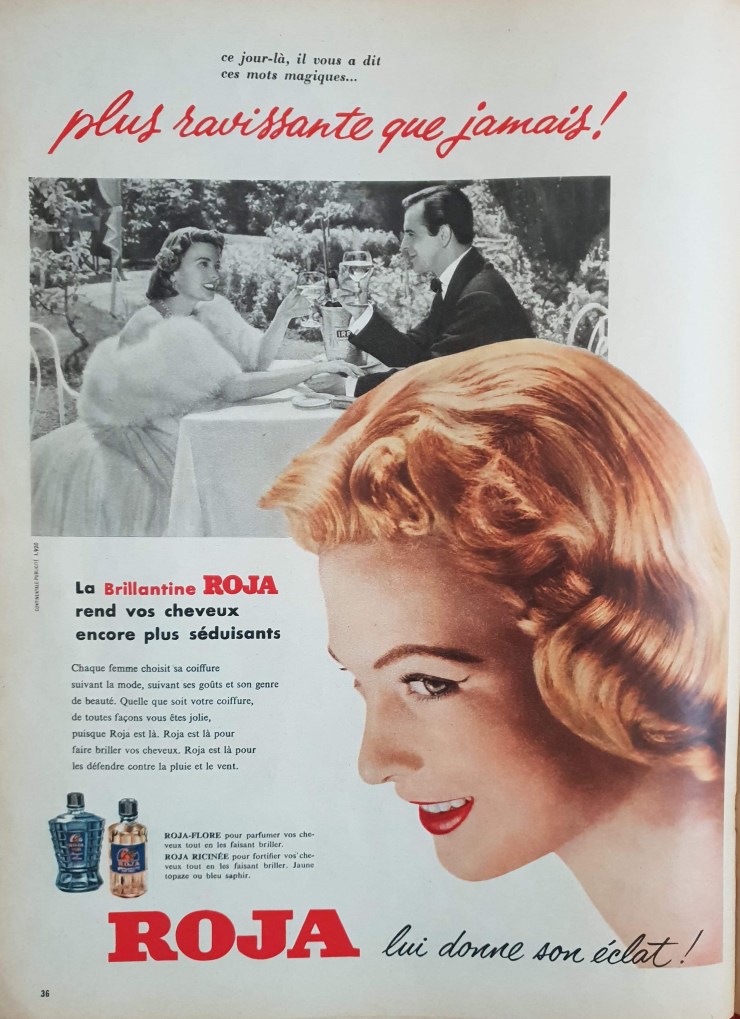 ce jour-là, il vous a dit
ces mots magiques...
plus ravissante que jamais!
La Brillantine ROJA
rend vos cheveux
encore plus séduisants
Chaque femme choisit sa coiffure
suivant la mode, suivant ses goûts et son genre
de beauté. Quelle que soit votre coiffure,
de toutes façons vous êtes jolie,
puisque Roja est là. Roja est là pour
faire briller vos cheveux. Roja est là pour
les défendre contre la pluie et le vent.
ROJA-FLORE pour parfumer vos che-
veux tout en les faisant briller.
ROJA RICINÉE pour fortifier vos che-
veux tout en les faisant briller. Jaune
topaze ou bleu saphir.
ROJA lui donne son éclat!
36